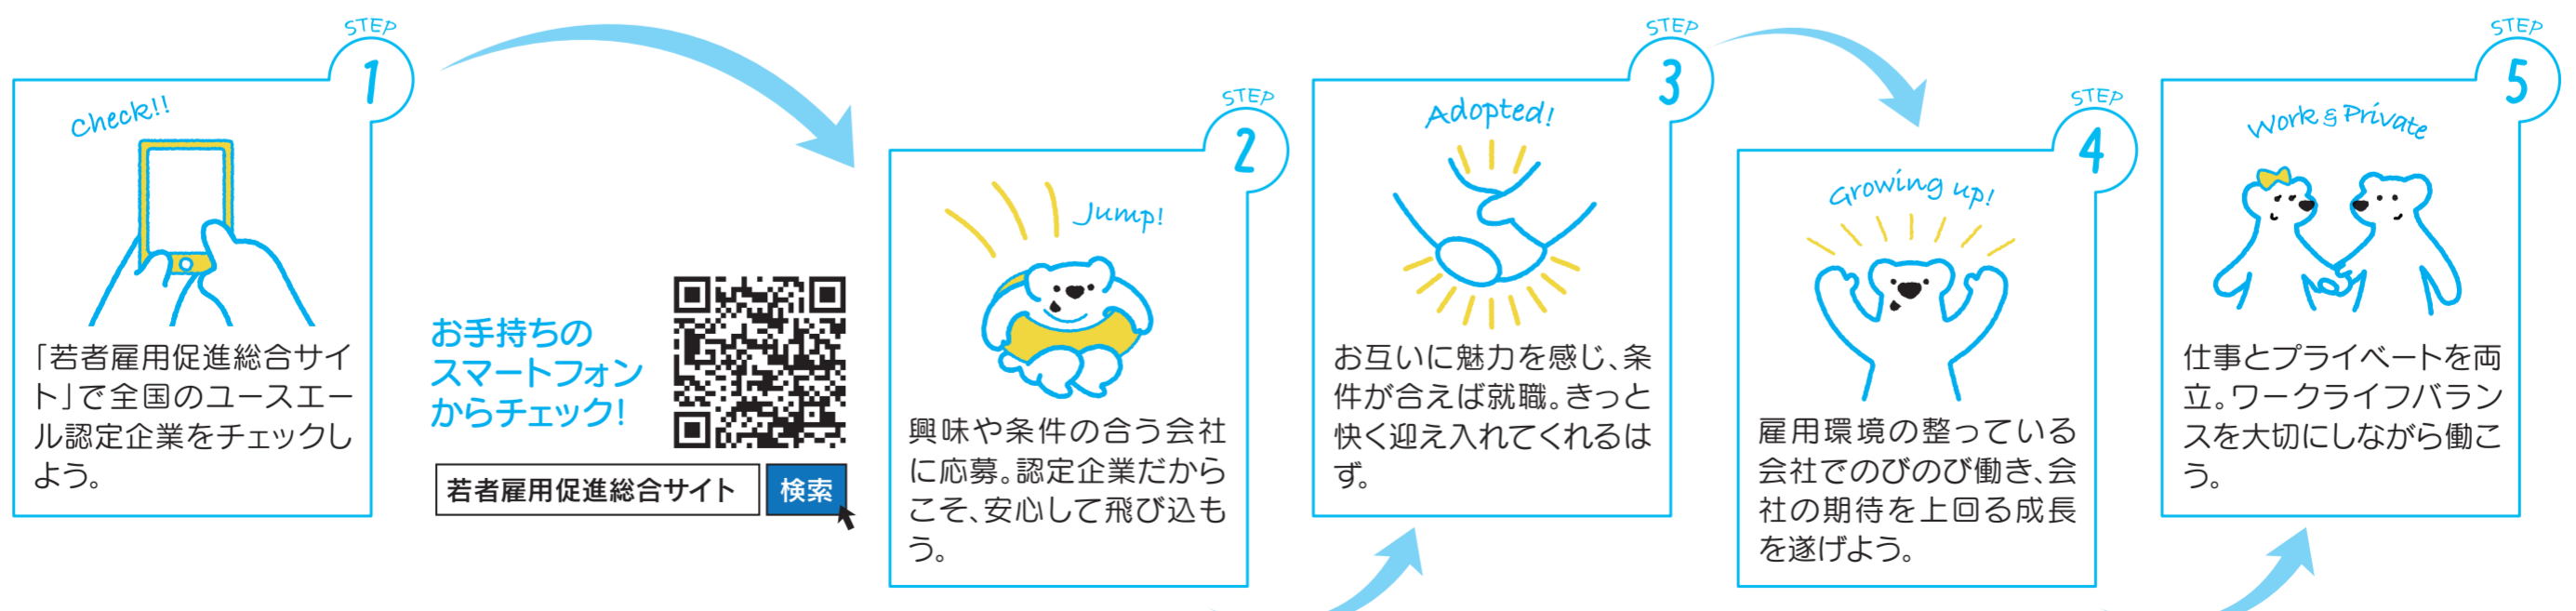 STEP
1
Check!!
「若者雇用促進総合サイ
ト」で全国のユースエー
ル認定企業をチェックし
よう。
お手持ちの
スマートフォン
からチェック!
若者雇用促進総合サイト
検索
STEP
2
Jump!
興味や条件の合う会社
に応募。認定企業だから
こそ、安心して飛び込も
う。
STEP
3
Adopted!
お互いに魅力を感じ、条
件が合えば就職。きっと
快く迎え入れてくれるは
ず。
STEP
4
Growing up!
雇用環境の整っている
会社でのびのび働き、会
社の期待を上回る成長
を遂げよう。
STEP
5
Work & Private
仕事とプライベートを両
立。ワークライフバラン
スを大切にしながら働こ
う。